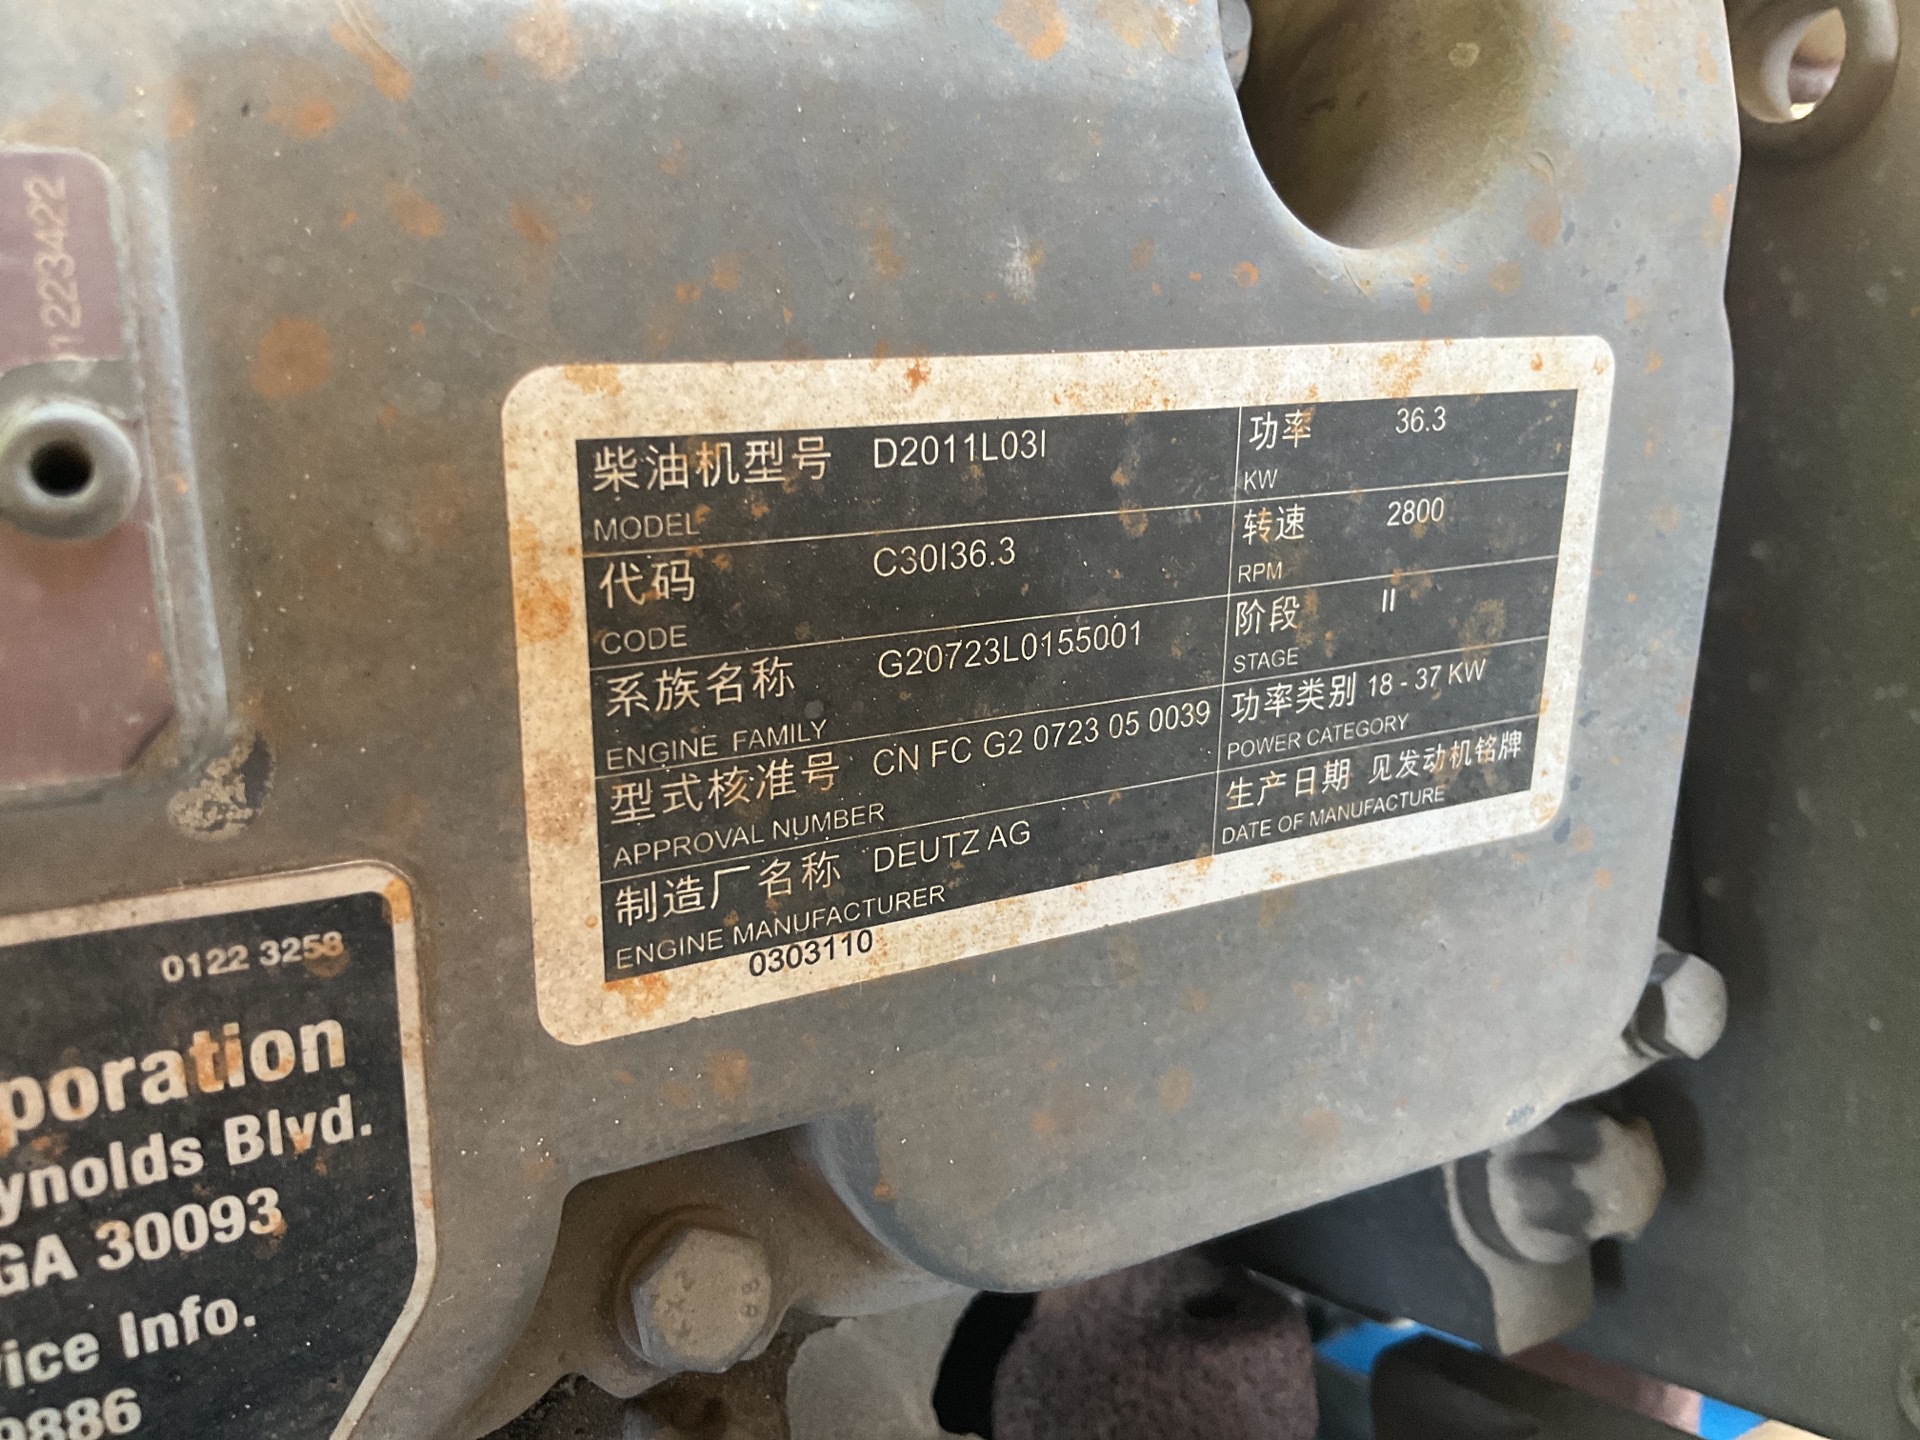 1223422
柴油机型号 D2011L03I
MODEL
代码 C30I36.3
CODE
系族名称 G20723L0155001
ENGINE FAMILY
型式核准号 CN FC G2 0723 05 0039
APPROVAL NUMBER
制造厂名称 DEUTZ AG
ENGINE MANUFACTURER
0303110
功率 36.3
KW
转速 2800
RPM
阶段 II
STAGE
功率类别 18 - 37 KW
POWER CATEGORY
生产日期 见发动机铭牌
DATE OF MANUFACTURE
0122 3258
poration
ynolds Blvd.
GA 30093
vice Info.
9886